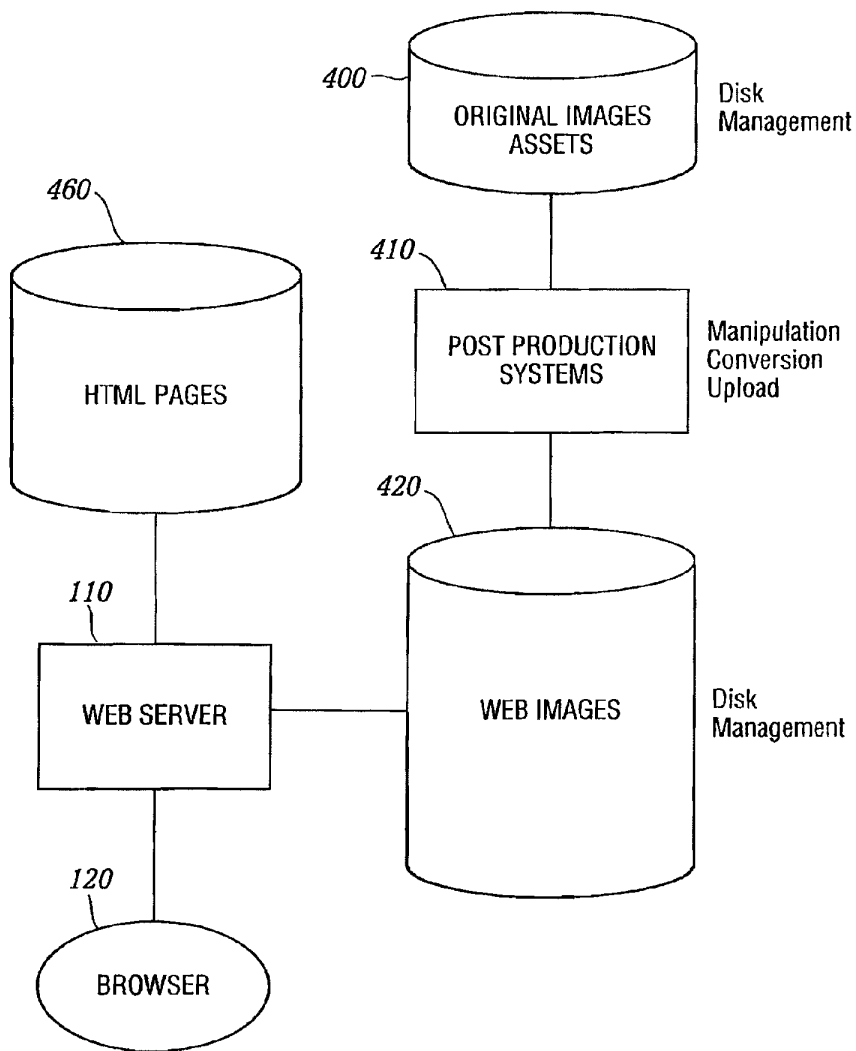 400
ORIGINAL IMAGES
ASSETS
Disk
Management
460
HTML PAGES
410
POST PRODUCTION
SYSTEMS
Manipulation
Conversion
Upload
420
WEB IMAGES
Disk
Management
110
WEB SERVER
120
BROWSER